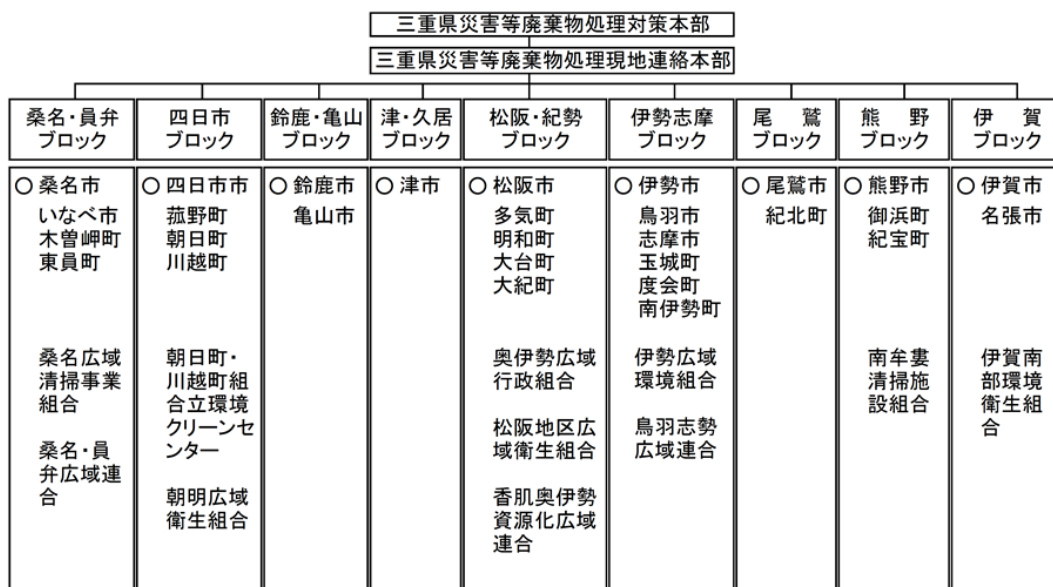 三重県災害等廃棄物処理対策本部
三重県災害等廃棄物処理現地連絡本部
桑名・員弁
ブロック
四日市
ブロック
鈴鹿・亀山
ブロック
津・久居
ブロック
松阪・紀勢
ブロック
伊勢志摩
ブロック
尾鷲
ブロック
熊野
ブロック
伊賀
ブロック
○ 桑名市
いなべ市
木曽岬町
東員町
桑名広域
清掃事業
組合
桑名・員
弁広域連
合
○ 四日市市
菰野町
朝日町
川越町
朝日町・
川越町組
合立環境
クリーンセ
ンター
朝明広域
衛生組合
○ 鈴鹿市
亀山市
○ 津市
○ 松阪市
多気町
明和町
大台町
大紀町
奥伊勢広域
行政組合
松阪地区広
域衛生組合
香肌奥伊勢
資源化広域
連合
○ 伊勢市
鳥羽市
志摩市
玉城町
度会町
南伊勢町
伊勢広域
環境組合
鳥羽志勢
広域連合
○ 尾鷲市
紀北町
○ 熊野市
御浜町
紀宝町
南牟婁
清掃施
設組合
○ 伊賀市
名張市
伊賀南
部環境
衛生組
合